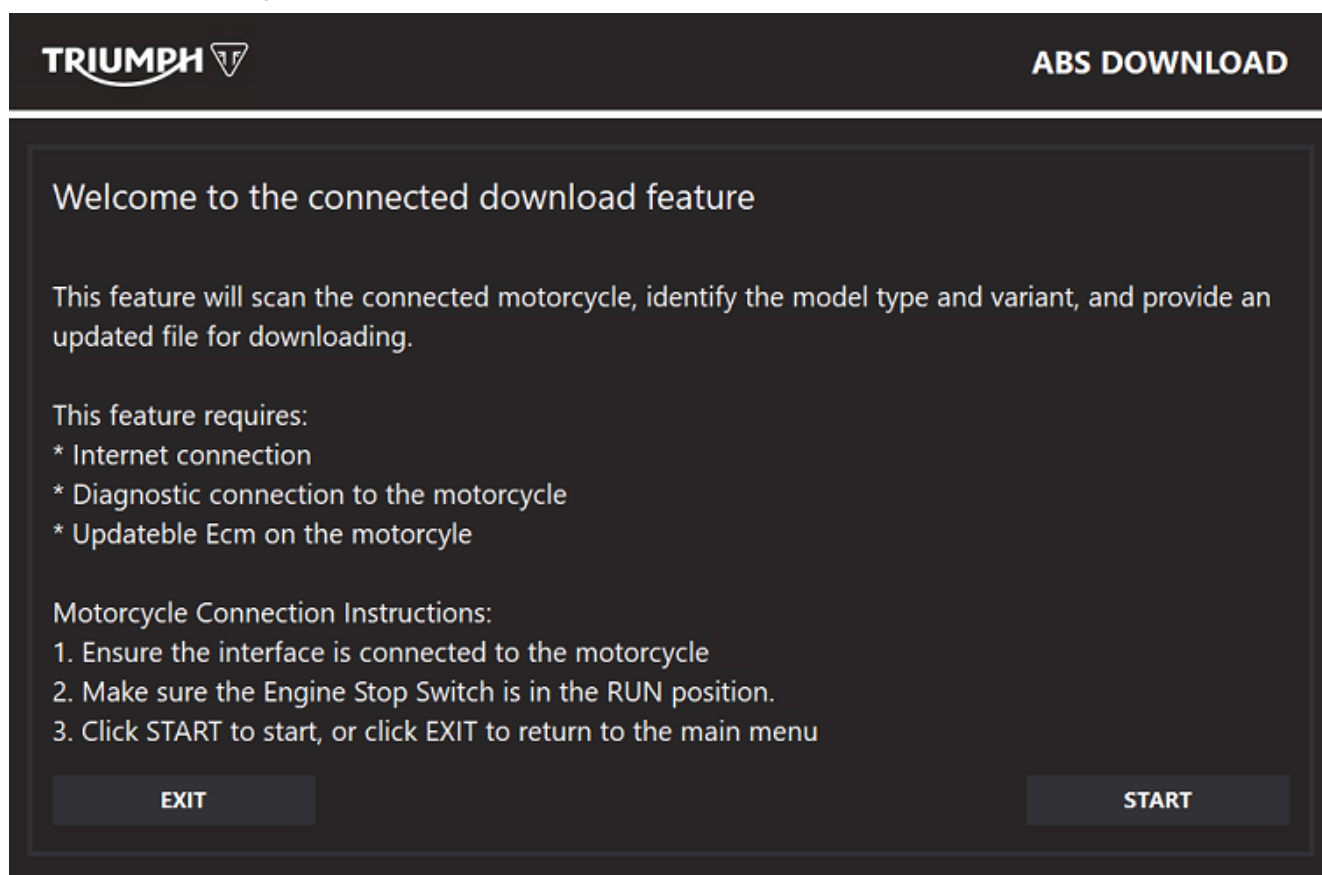 TRIUMPH
ABS DOWNLOAD
Welcome to the connected download feature
This feature will scan the connected motorcycle, identify the model type and variant, and provide an
updated file for downloading.
This feature requires:
* Internet connection
* Diagnostic connection to the motorcycle
* Updateble Ecm on the motorcyle
Motorcycle Connection Instructions:
1. Ensure the interface is connected to the motorcycle
2. Make sure the Engine Stop Switch is in the RUN position.
3. Click START to start, or click EXIT to return to the main menu
EXIT
START